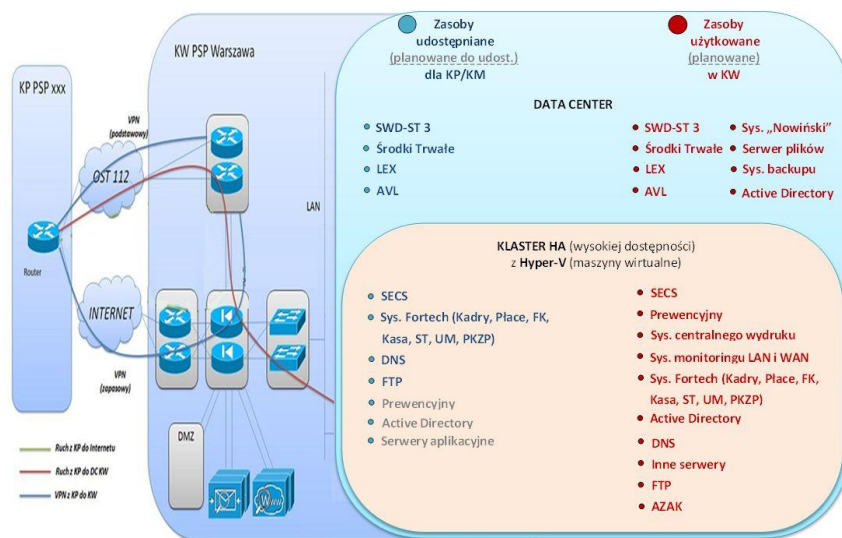 Zasoby
udostępniane
(planowane do udost.)
dla KP/KM
Zasoby
użytkowane
(planowane)
w KW
KW PSP Warszawa
KP PSP xxx
VPN
(podstawowy)
OST 112
Router
INTERNET
VPN
(zapasowy)
LAN
DMZ
Www
Ruch z KP do Internetu
Ruch z KP do DC KW
VPN z KP do KW
DATA CENTER
SWD-ST 3
Środki Trwałe
LEX
AVL
SWD-ST 3
Środki Trwałe
LEX
AVL
Sys. „Nowiński”
Serwer plików
Sys. backupu
Active Directory
KLASTER HA (wysokiej dostępności)
z Hyper-V (maszyny wirtualne)
SECS
Sys. Fortech (Kadry, Płace, FK,
Kasa, ST, UM, PKZP)
DNS
FTP
Prewencyjny
Active Directory
Serwery aplikacyjne
SECS
Prewencyjny
Sys. centralnego wydruku
Sys. monitoringu LAN i WAN
Sys. Fortech (Kadry, Płace, FK,
Kasa, ST, UM, PKZP)
Active Directory
DNS
Inne serwery
FTP
AZAK